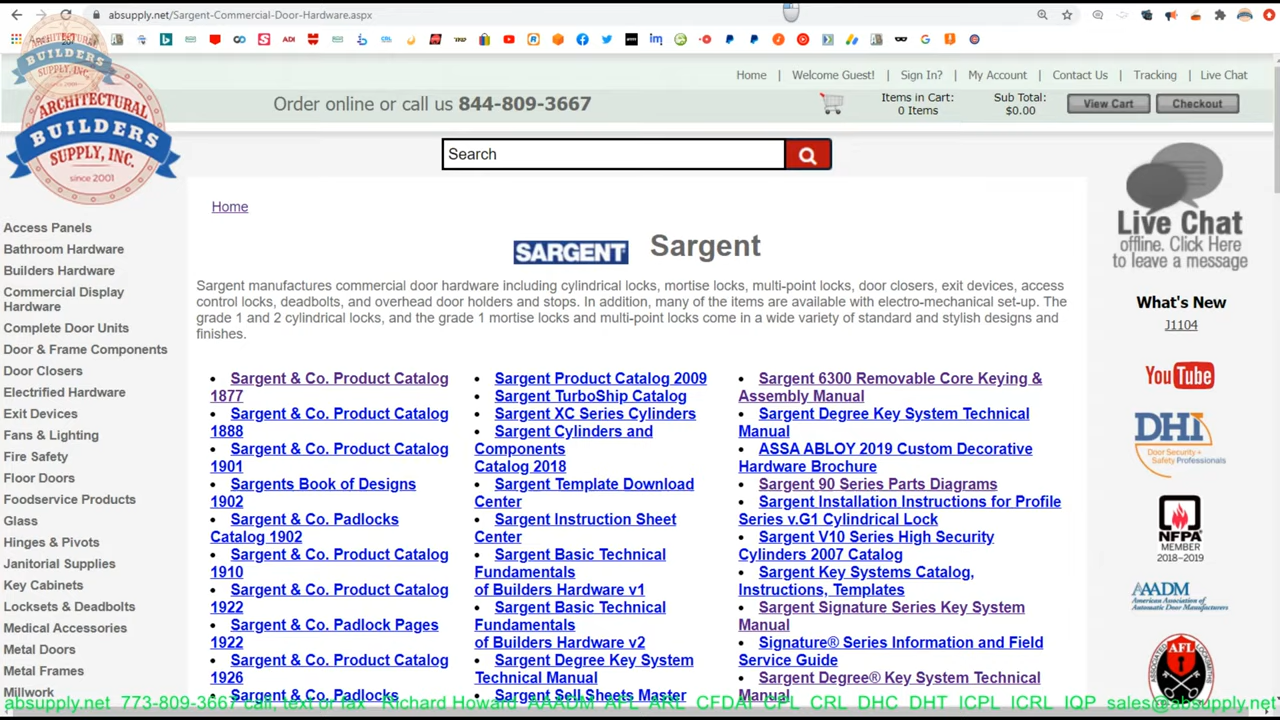 absupply.net/Sargent-Commercial-Door-Hardware.aspx
Home | Welcome Guest! | Sign In? | My Account | Contact Us | Tracking | Live Chat
Order online or call us 844-809-3667
Items in Cart:
0 Items
Sub Total:
$0.00
View Cart
Checkout
ARCHITECTURAL
BUILDERS
SUPPLY, INC.
since 2001
Search
Home
SARGENT
Sargent
Sargent manufactures commercial door hardware including cylindrical locks, mortise locks, multi-point locks, door closers, exit devices, access
control locks, deadbolts, and overhead door holders and stops. In addition, many of the items are available with electro-mechanical set-up. The
grade 1 and 2 cylindrical locks, and the grade 1 mortise locks and multi-point locks come in a wide variety of standard and stylish designs and
finishes.
Access Panels
Bathroom Hardware
Builders Hardware
Commercial Display
Hardware
Complete Door Units
Door & Frame Components
Door Closers
Electrified Hardware
Exit Devices
Fans & Lighting
Fire Safety
Floor Doors
Foodservice Products
Glass
Hinges & Pivots
Janitorial Supplies
Key Cabinets
Locksets & Deadbolts
Medical Accessories
Metal Doors
Metal Frames
Millwork
• Sargent & Co. Product Catalog
1877
• Sargent & Co. Product Catalog
1888
• Sargent & Co. Product Catalog
1901
• Sargents Book of Designs
1902
• Sargent & Co. Padlocks
Catalog 1902
• Sargent & Co. Product Catalog
1910
• Sargent & Co. Product Catalog
1922
• Sargent & Co. Padlock Pages
1922
• Sargent & Co. Product Catalog
1926
• Sargent & Co. Padlocks
• Sargent Product Catalog 2009
• Sargent TurboShip Catalog
• Sargent XC Series Cylinders
• Sargent Cylinders and
Components
Catalog 2018
• Sargent Template Download
Center
• Sargent Instruction Sheet
Center
• Sargent Basic Technical
Fundamentals
of Builders Hardware v1
• Sargent Basic Technical
Fundamentals
of Builders Hardware v2
• Sargent Degree Key System
Technical Manual
• Sargent Sell Sheets Master
• Sargent 6300 Removable Core Keying &
Assembly Manual
• Sargent Degree Key System Technical
Manual
• ASSA ABLOY 2019 Custom Decorative
Hardware Brochure
• Sargent 90 Series Parts Diagrams
• Sargent Installation Instructions for Profile
Series v.G1 Cylindrical Lock
• Sargent V10 Series High Security
Cylinders 2007 Catalog
• Sargent Key Systems Catalog,
Instructions, Templates
• Sargent Signature Series Key System
Manual
• Signature® Series Information and Field
Service Guide
• Sargent Degree® Key System Technical
Manual
Live Chat
offline. Click Here
to leave a message
What's New
J1104
YouTube
DHI
Door Security+
Safety Professionals
NFPA
MEMBER
2018-2019
AADM
American Association of
Automatic Door Manufacturers
AFL
absupply.net 773-809-3667 call, text or fax Richard Howard AAADM AFL ARL CFDAI CPL CRL DHC DHT ICPL ICRL IQP sales@absupply.net